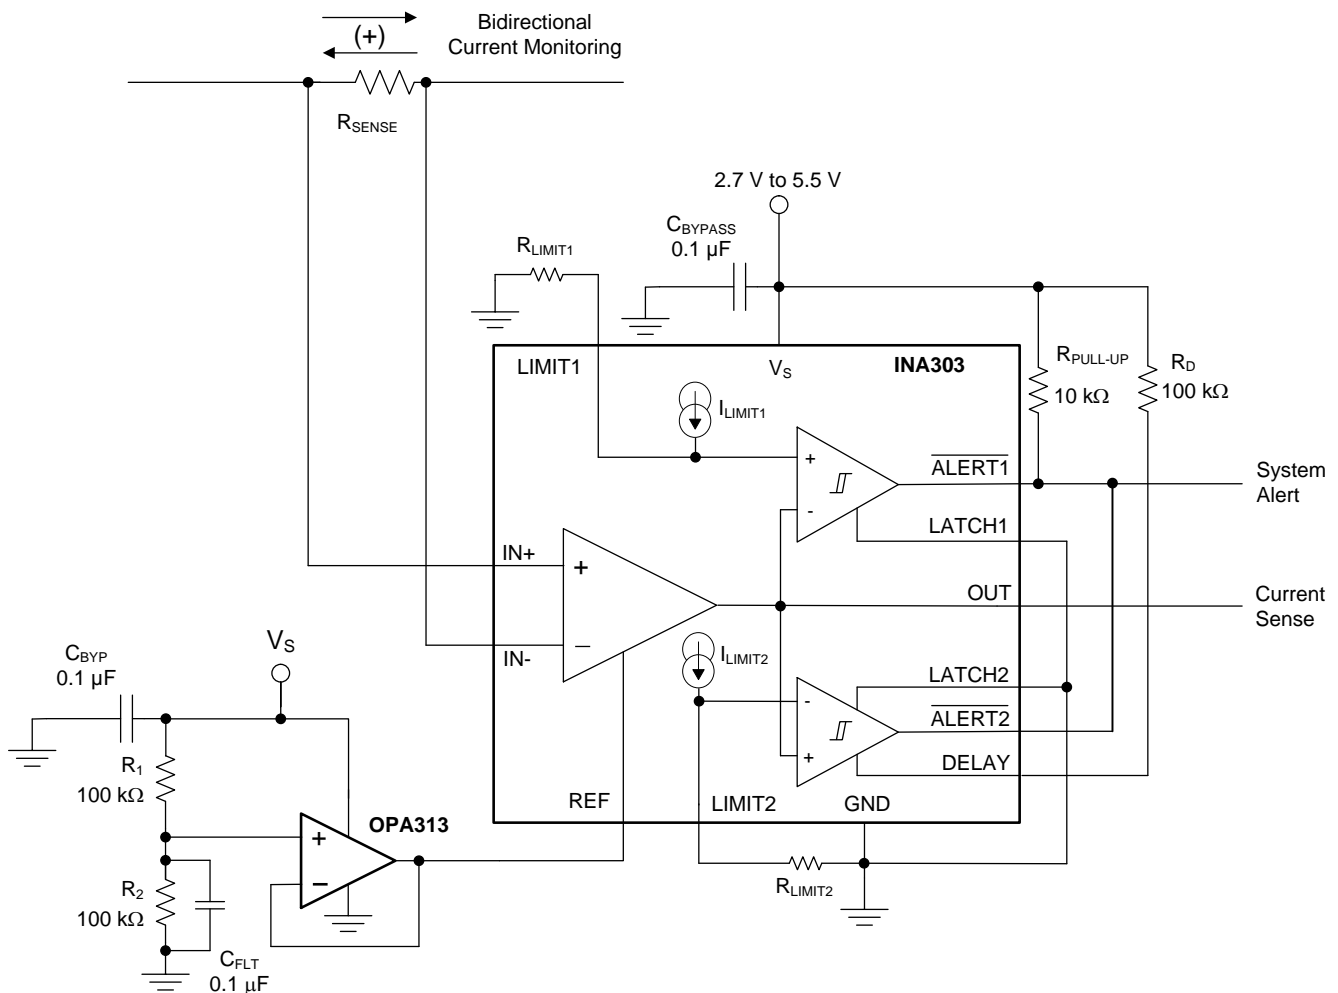 (+)
Bidirectional
Current Monitoring
RSENSE
2.7 V to 5.5 V
CBYPASS
0.1 µF
RLIMIT1
LIMIT1
VS
INA303
RPULL-UP
10 kΩ
RD
100 kΩ
ILIMIT1
+
-
ALERT1
System
Alert
LATCH1
IN+
+
OUT
Current
Sense
−
IN-
ILIMIT2
LATCH2
-
ALERT2
+
DELAY
REF
LIMIT2
GND
RLIMIT2
VS
CBYP
0.1 µF
R1
100 kΩ
OPA313
+
−
R2
100 kΩ
CFLT
0.1 µF